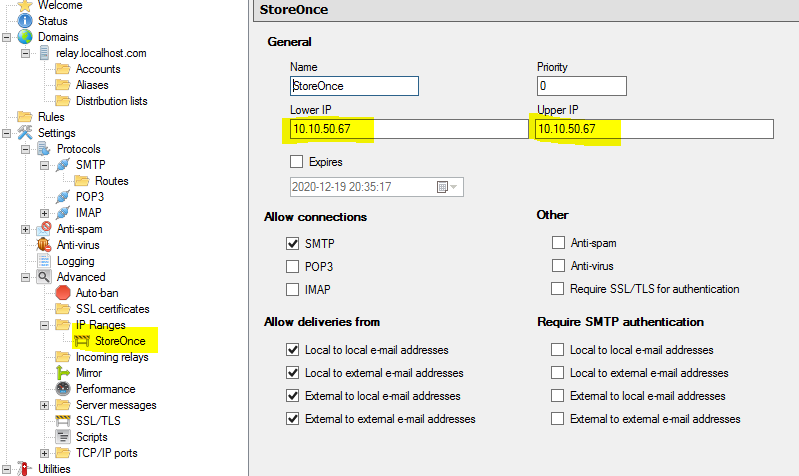 Welcome
Status
Domains
relay.localhost.com
Accounts
Aliases
Distribution lists
Rules
Settings
Protocols
SMTP
Routes
POP3
IMAP
Anti-spam
Anti-virus
Logging
Advanced
Auto-ban
SSL certificates
IP Ranges
StoreOnce
Incoming relays
Mirror
Performance
Server messages
SSL/TLS
Scripts
TCP/IP ports
Utilities
StoreOnce
General
Name Priority
StoreOnce 0
Lower IP Upper IP
10.10.50.67 10.10.50.67
Expires
2020-12-19 20:35:17
Allow connections
SMTP
POP3
IMAP
Other
Anti-spam
Anti-virus
Require SSL/TLS for authentication
Allow deliveries from
Local to local e-mail addresses
Local to external e-mail addresses
External to local e-mail addresses
External to external e-mail addresses
Require SMTP authentication
Local to local e-mail addresses
Local to external e-mail addresses
External to local e-mail addresses
External to external e-mail addresses